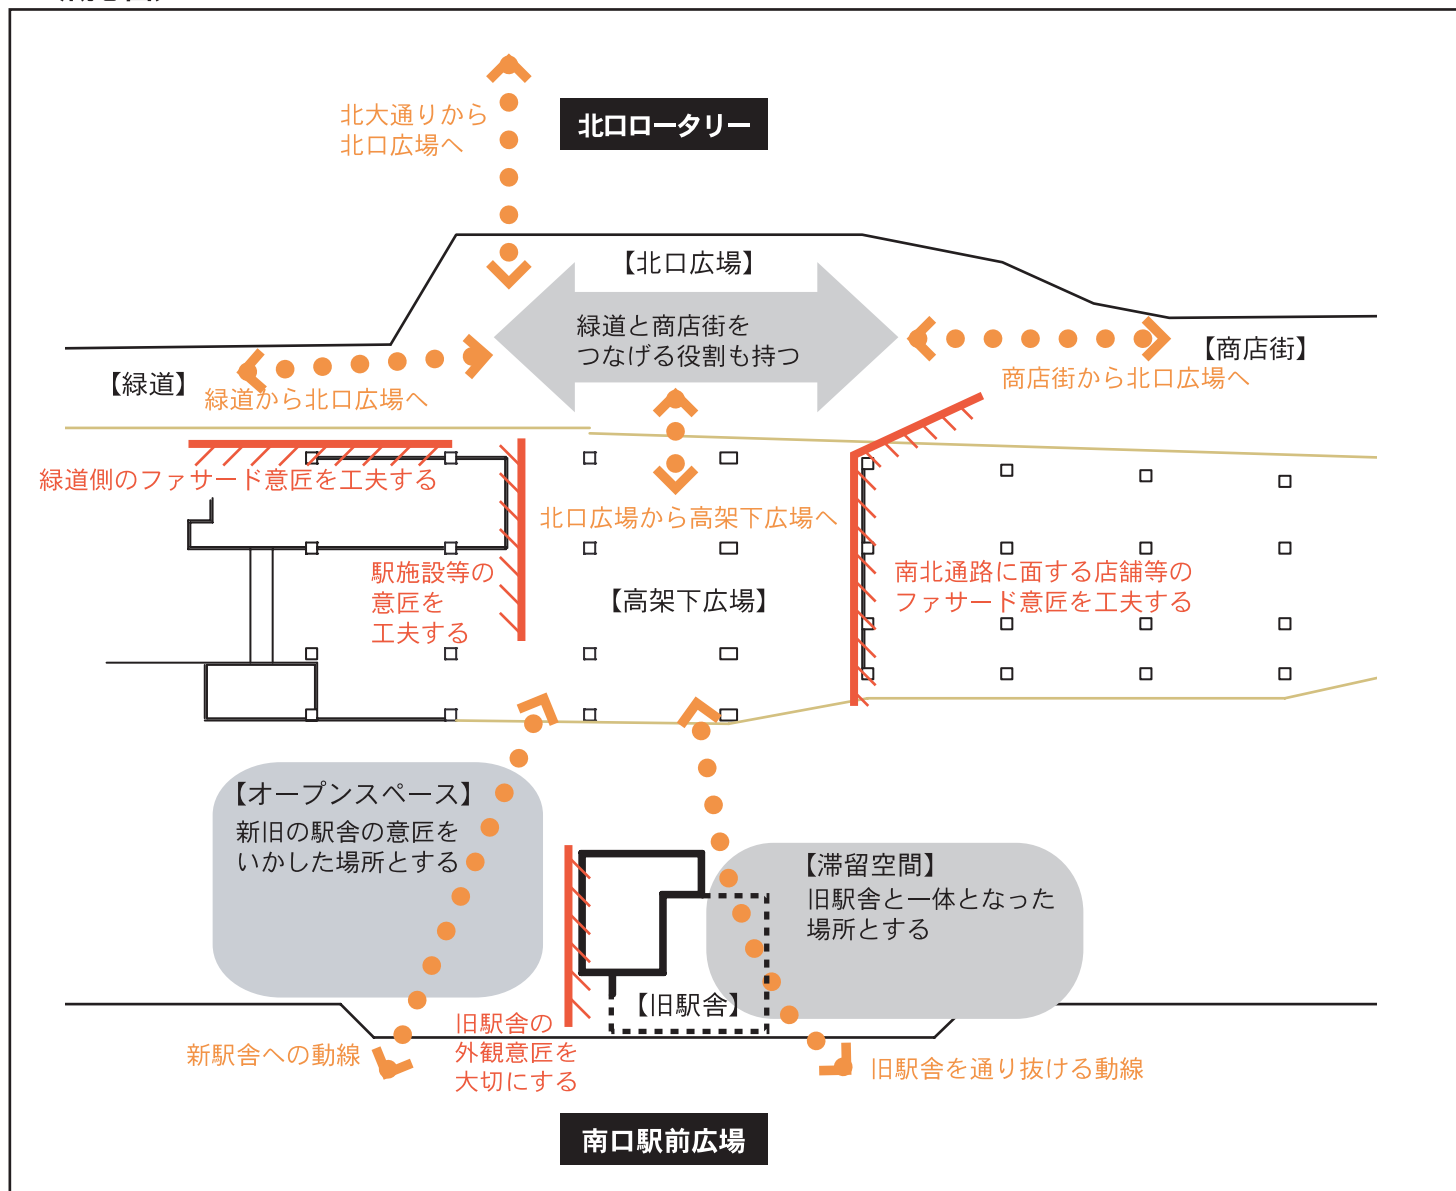 北大通りから
北口広場へ
北口ロータリー
【北口広場】
緑道と商店街を
つなげる役割も持つ
【商店街】
商店街から北口広場へ
【緑道】
緑道から北口広場へ
緑道側のファサード意匠を工夫する
北口広場から高架下広場へ
駅施設等の
意匠を
工夫する
【高架下広場】
南北通路に面する店舗等の
ファサード意匠を工夫する
【オープンスペース】
新旧の駅舎の意匠を
いかした場所とする
【滞留空間】
旧駅舎と一体となった
場所とする
【旧駅舎】
新駅舎への動線
旧駅舎の
外観意匠を
大切にする
旧駅舎を通り抜ける動線
南口駅前広場